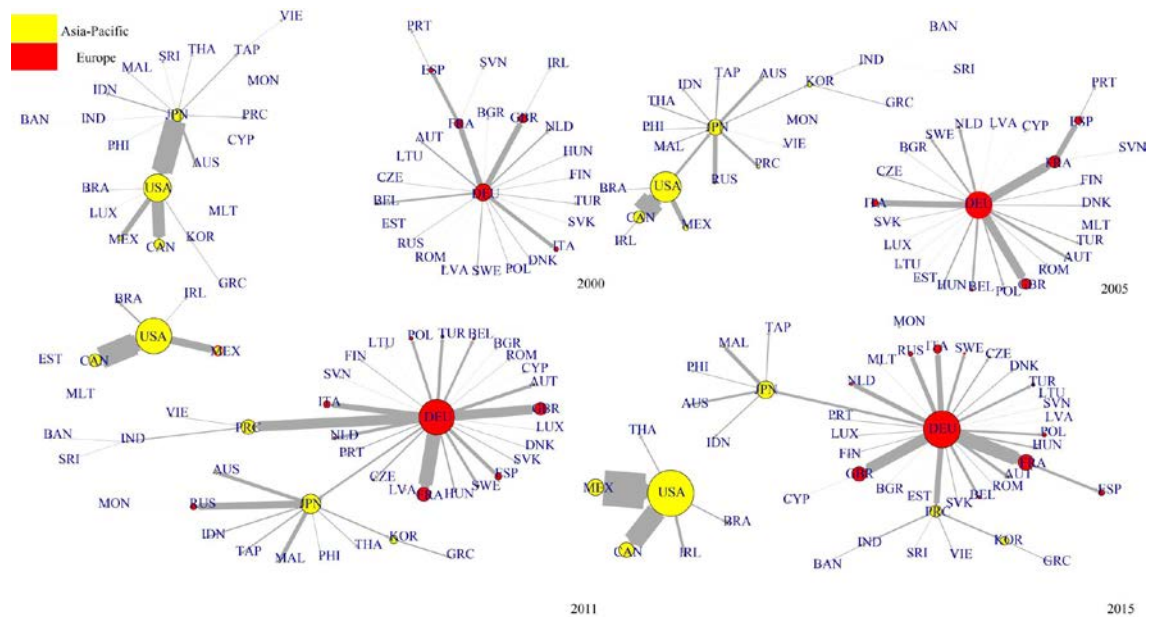 Asia-Pacific
Europe
VIE
THA
TAP
SRI
MAL
MON
IDN
JPN
PRC
BAN
IND
PHI
CYP
AUS
USA
BRA
LUX
MLT
MEX
CAN
KOR
GRC
PRT
ESP
SVN
IRL
BGR
FRA
GBR
NLD
AUT
LTU
HUN
CZE
FIN
DEU
BEL
TUR
EST
SVK
RUS
ITA
ROM
DNK
LVA
SWE
POL
2000
BAN
TAP
AUS
IND
KOR
SRI
IDN
THA
GRC
MON
PHI
JPN
MAL
VIE
PRC
RUS
BRA
USA
CAN
MEX
IRL
PRT
ESP
NLD
LVA
CYP
SWE
BGR
FRA
SVN
CZE
FIN
ITA
DEU
DNK
SVK
MLT
LUX
TUR
AUT
LTU
ROM
EST
HUN
BEL
POL
GBR
2005
BRA
IRL
USA
MEX
CAN
EST
MLT
VIE
PRC
BAN
IND
SRI
POL
TUR
BEL
LTU
BGR
FIN
ROM
CYP
SVN
AUT
ITA
DEU
GBR
LUX
NLD
PRT
DNK
SVK
CZE
ESP
SWE
LVA
FRA
HUN
AUS
MON
RUS
JPN
IDN
KOR
TAP
MAL
PHI
THA
GRC
2011
TAP
MAL
PHI
JPN
AUS
IDN
THA
MEX
USA
BRA
CAN
IRL
MON
RUS
ITA
SWE
CZE
MLT
DNK
NLD
TUR
LTU
SVN
PRT
LVA
DEU
LUX
POL
HUN
FIN
GBR
FRA
AUT
CYP
BGR
ROM
EST
BEL
ESP
SVK
PRC
IND
KOR
BAN
SRI
VIE
GRC
2015